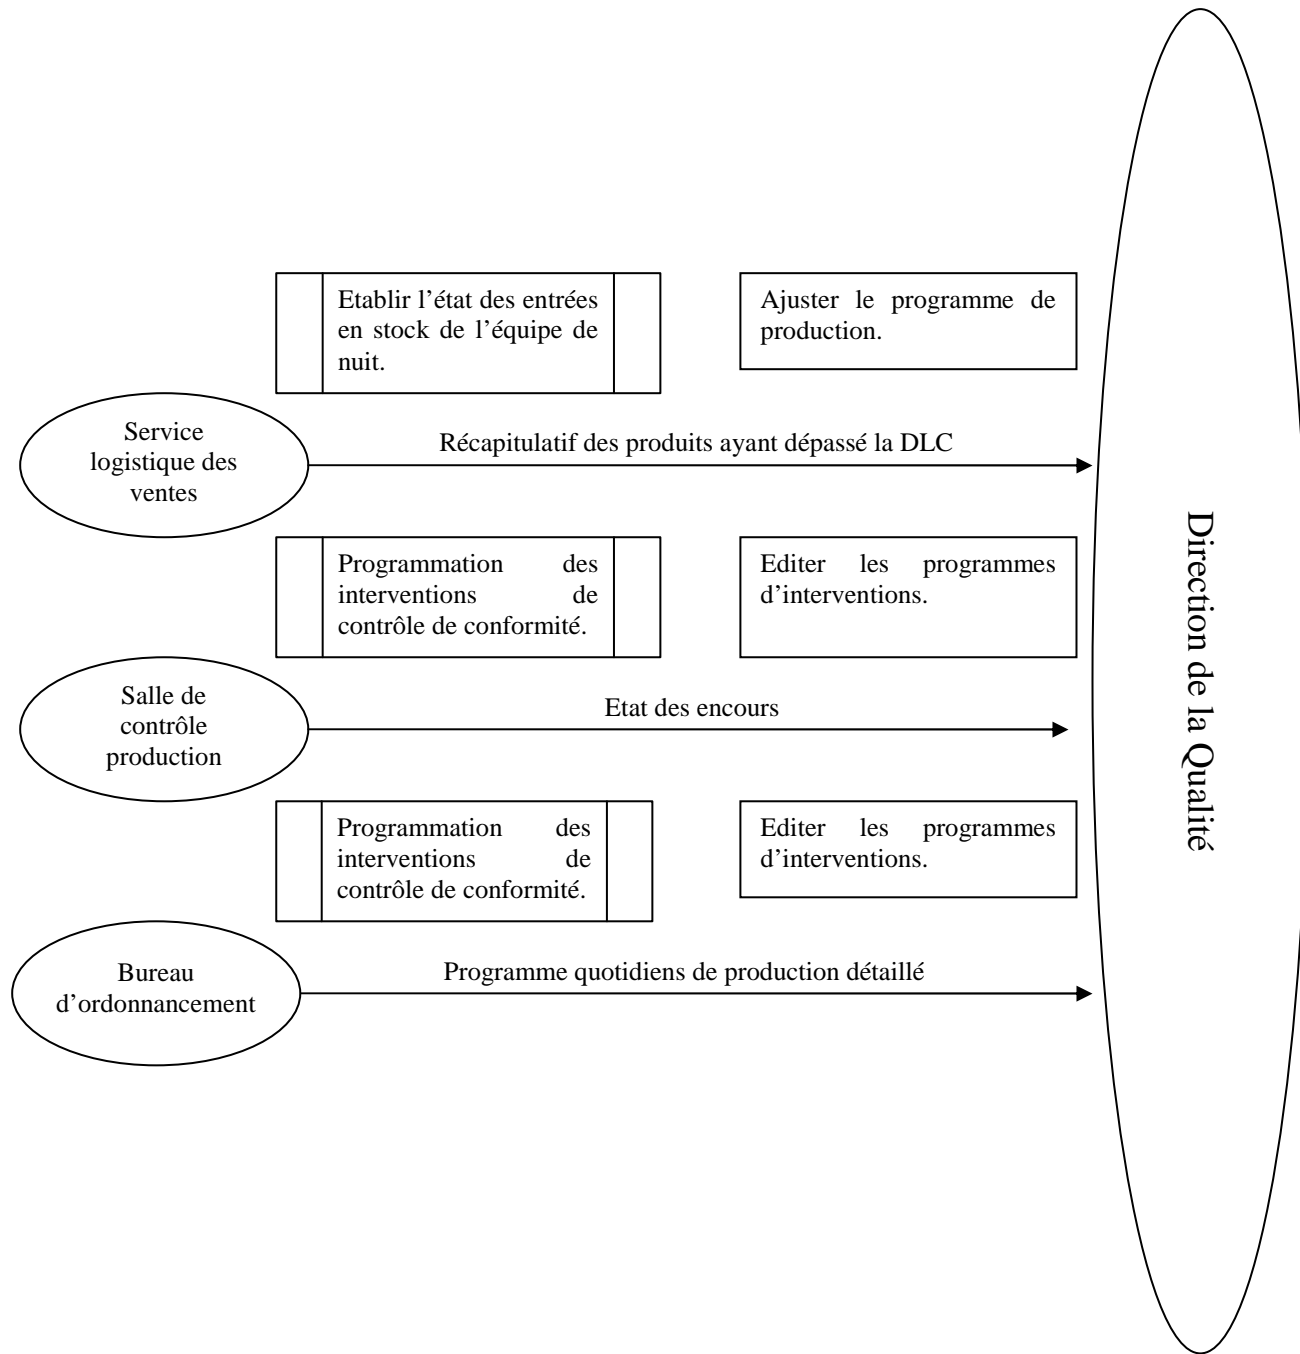 Etablir l’état des entrées
en stock de l’équipe de
nuit.
Ajuster le programme de
production.
Service
logistique des
ventes
Récapitulatif des produits ayant dépassé la DLC
Programmation des
interventions de
contrôle de conformité.
Editer les programmes
d’interventions.
Salle de
contrôle
production
Etat des encours
Programmation des
interventions de
contrôle de conformité.
Editer les programmes
d’interventions.
Bureau
d’ordonnancement
Programme quotidiens de production détaillé
Direction de la Qualité